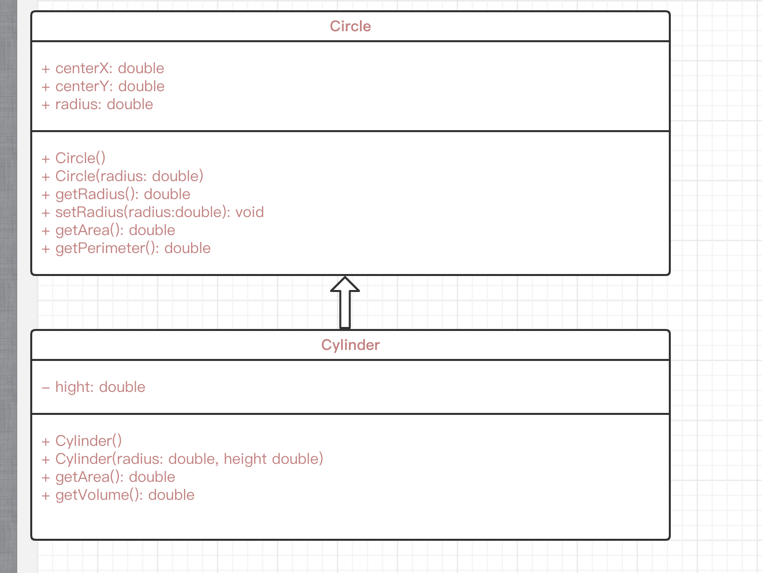 Circle
+ centerX: double
+ centerY: double
+ radius: double
+ Circle()
+ Circle(radius: double)
+ getRadius(): double
+ setRadius(radius:double): void
+ getArea(): double
+ getPerimeter(): double
Cylinder
− hight: double
+ Cylinder()
+ Cylinder(radius: double, height double)
+ getArea(): double
+ getVolume(): double